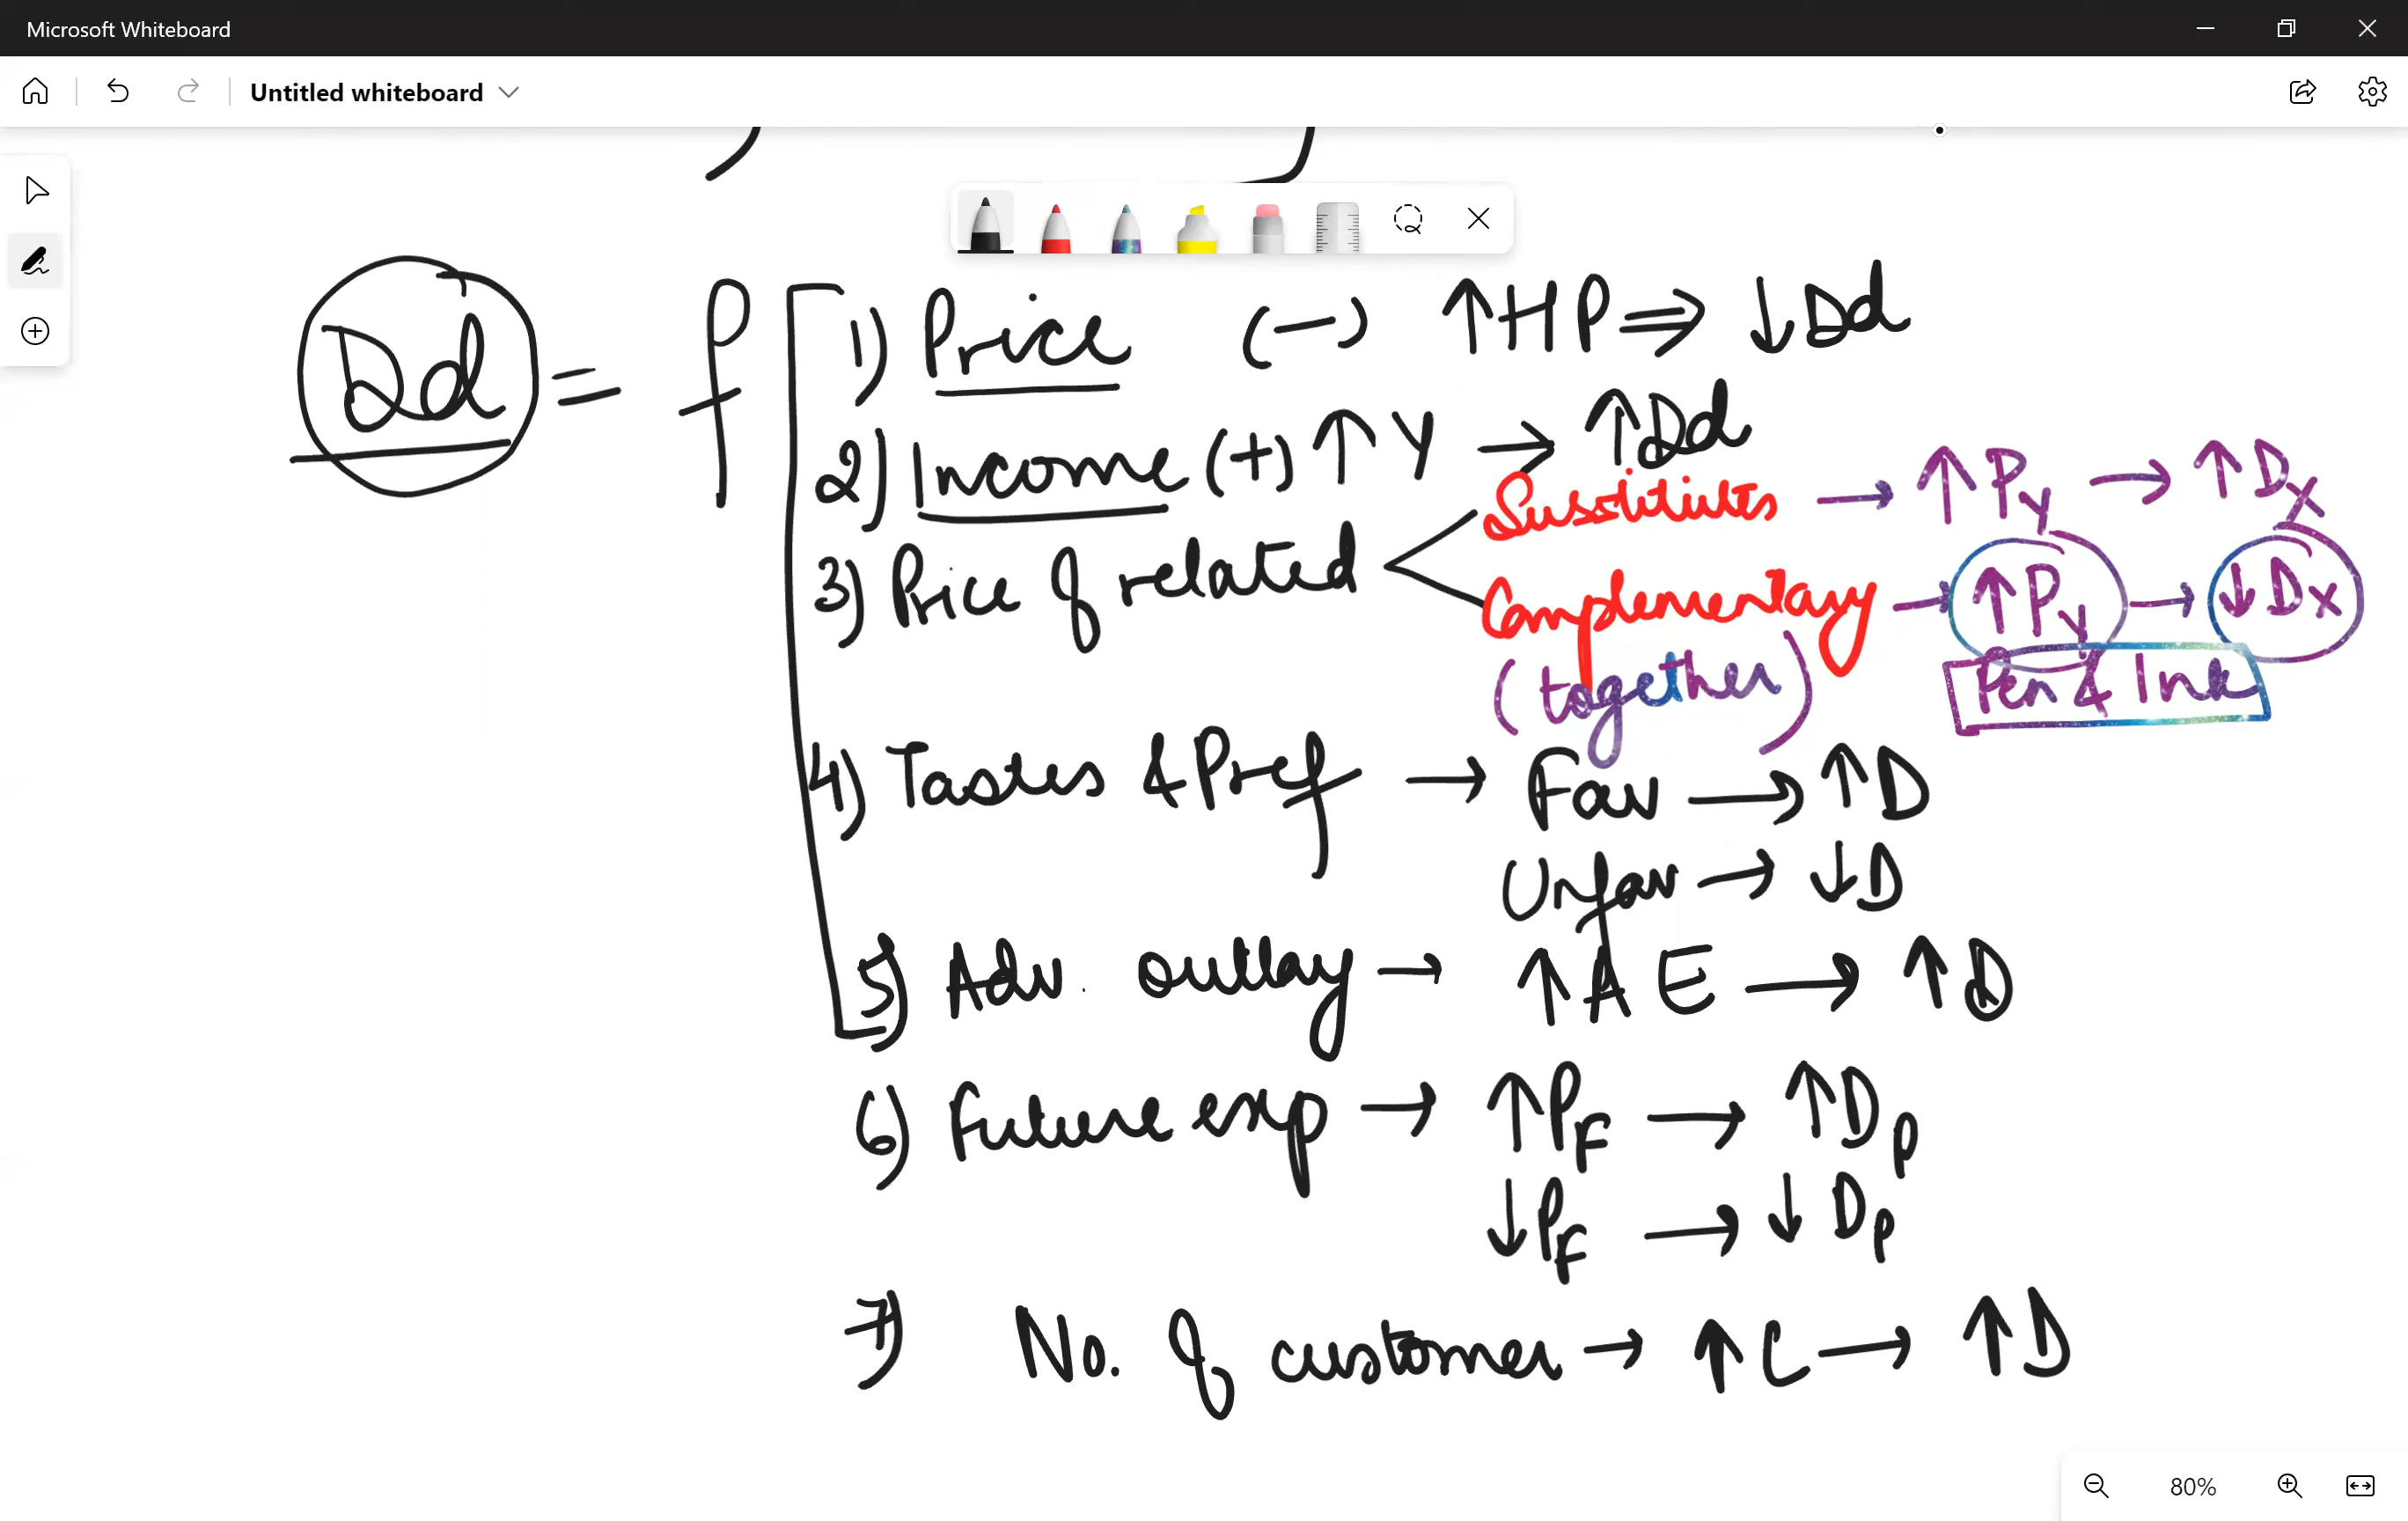 Microsoft Whiteboard
Untitled whiteboard
Dd = f
1) Price (-) ↑HP ⇒ ↓Dd
2) Income (+) ↑Y → ↑Dd
3) Price of related
Susstitutes → ↑PY → ↑DX
Complementary → ↑PY → ↓DX
(together)
Pen & Ink
4) Tastes & Pref → Fav → ↑D
Unfav → ↓D
5) Adv. outlay → ↑AE → ↑D
6) Future exp → ↑PF → ↑Dp
↓PF → ↓Dp
7) No. of customer → ↑C → ↑D
80%